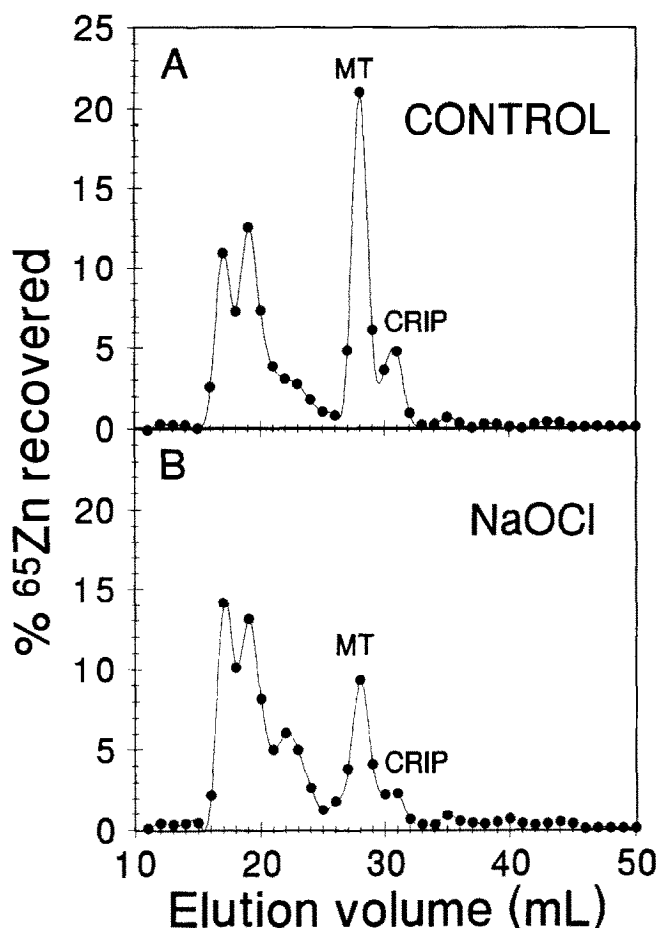 25
A
MT
20
CONTROL
15
10
CRIP
5
0
B
20
NaOCl
15
MT
10
CRIP
5
0
10 20 30 40 50
Elution volume (mL)
% ⁶⁵Zn recovered